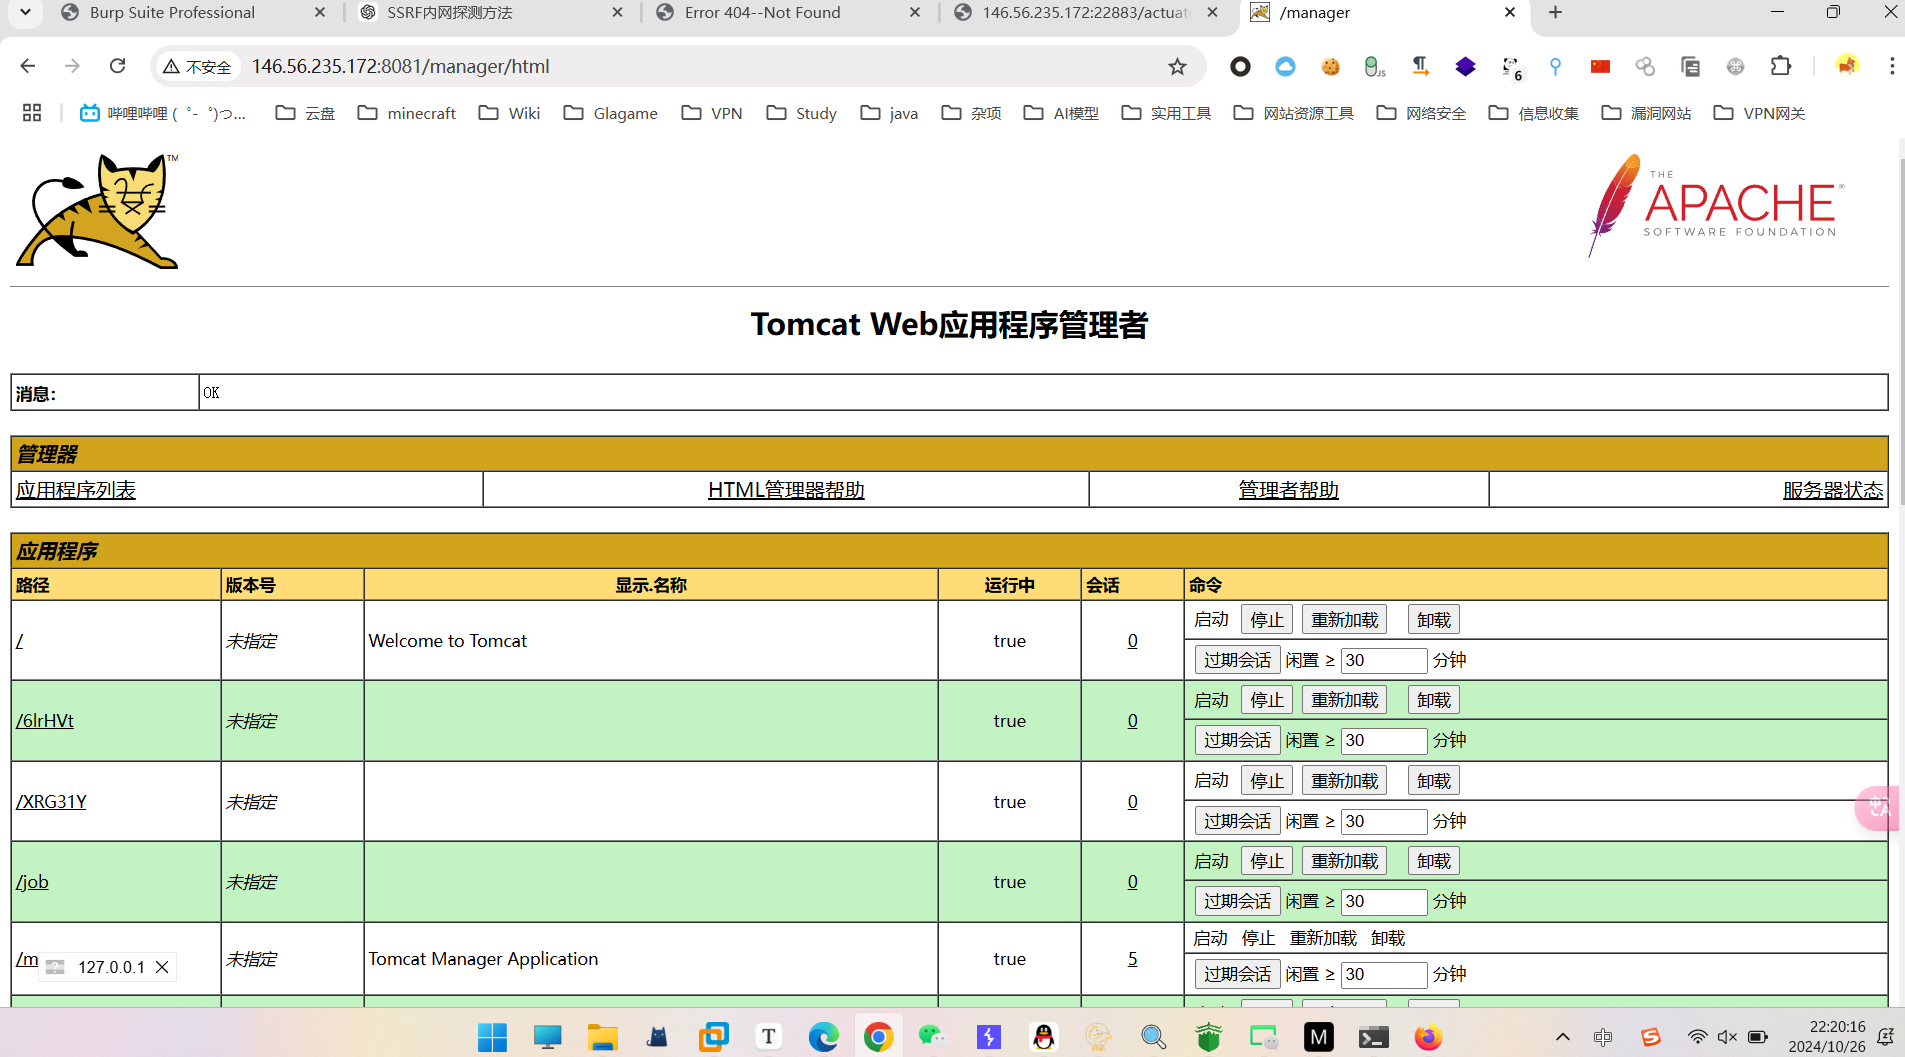 Burp Suite Professional
SSRF内网探测方法
Error 404--Not Found
146.56.235.172:22883/actuate
/manager
不安全
146.56.235.172:8081/manager/html
JS
6
哔哩哔哩 (゜-゜)つ...
云盘
minecraft
Wiki
Glagame
VPN
Study
java
杂项
AI模型
实用工具
网站资源工具
网络安全
信息收集
漏洞网站
VPN网关
TM
THE
APACHE®
SOFTWARE FOUNDATION
Tomcat Web应用程序管理者
消息: OK
管理器
应用程序列表 HTML管理器帮助 管理者帮助 服务器状态
应用程序
路径 版本号 显示.名称 运行中 会话 命令
/ 未指定 Welcome to Tomcat true 0 启动 停止 重新加载 卸载
过期会话 闲置 ≥ 30 分钟
/6lrHVt 未指定 true 0 启动 停止 重新加载 卸载
过期会话 闲置 ≥ 30 分钟
/XRG31Y 未指定 true 0 启动 停止 重新加载 卸载
过期会话 闲置 ≥ 30 分钟
/job 未指定 true 0 启动 停止 重新加载 卸载
过期会话 闲置 ≥ 30 分钟
/m 未指定 Tomcat Manager Application true 5 启动 停止 重新加载 卸载
过期会话 闲置 ≥ 30 分钟
127.0.0.1
T
M
中
S
22:20:16
2024/10/26